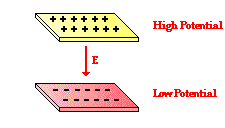 + + + + + +
+ + + + + +
High Potential
E
- - - - - -
- - - - - -
Low Potential